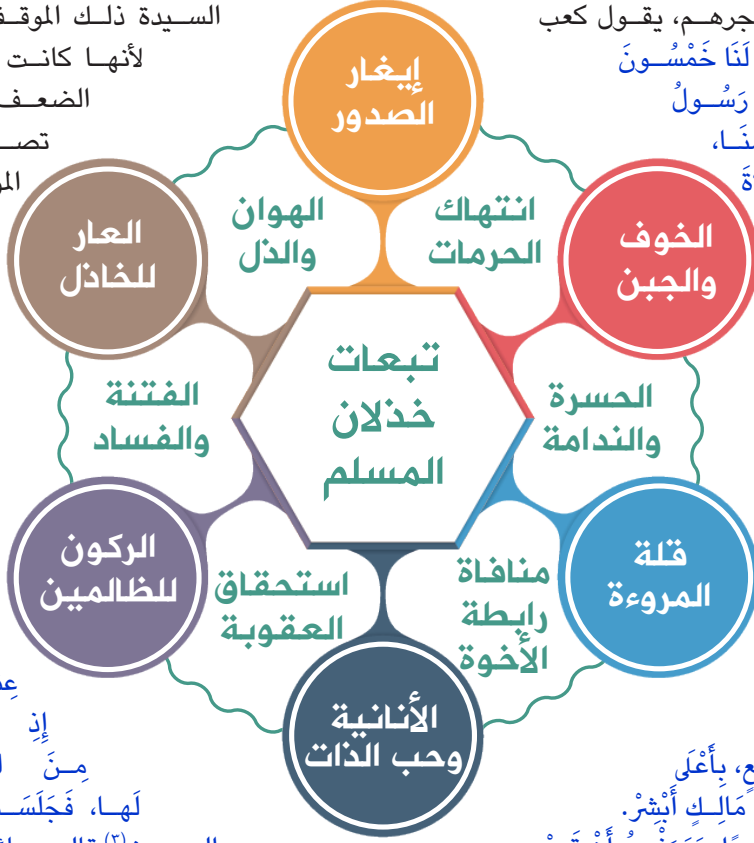 جرهم، يقول كعب
لَنَا خَمْسُونَ
رَسُولُ
السيدة ذلك الموقف
لأنها كانت
الضعف
إيغار
الصدور
الخوف
والجبن
قلة
المروءة
الأنانية
وحب الذات
الركون
للظالمين
العار
للخاذل
تبعات
خذلان
المسلم
انتهاك
الحرمات
الحسرة
والندامة
منافاة
رابطة
الأخوة
استحقاق
العقوبة
الفتنة
والفساد
الهوان
والذل
بِأَعْلَى
مَالِكٍ أَبْشِرْ.
إِذِ
مِنَ
لَها، فَجَلَسَـ